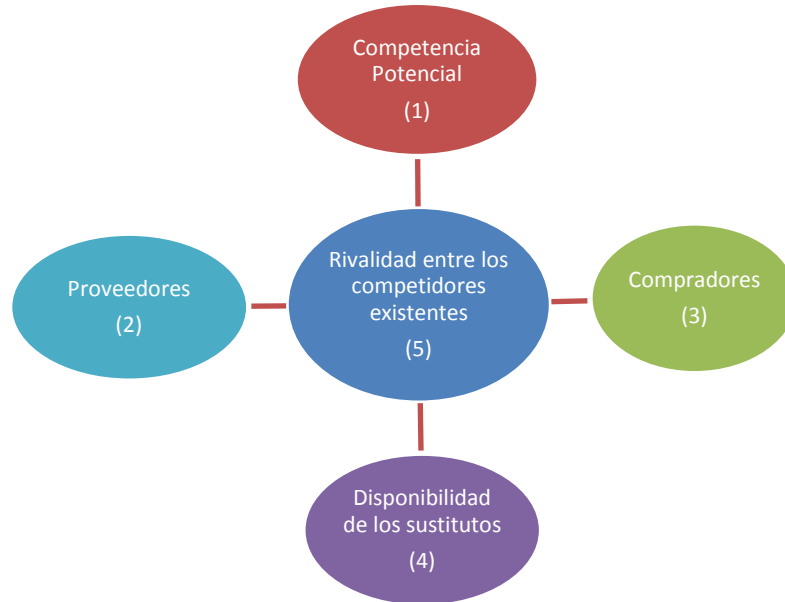 Competencia
Potencial
(1)
Proveedores
(2)
Rivalidad entre los
competidores
existentes
(5)
Compradores
(3)
Disponibilidad
de los sustitutos
(4)